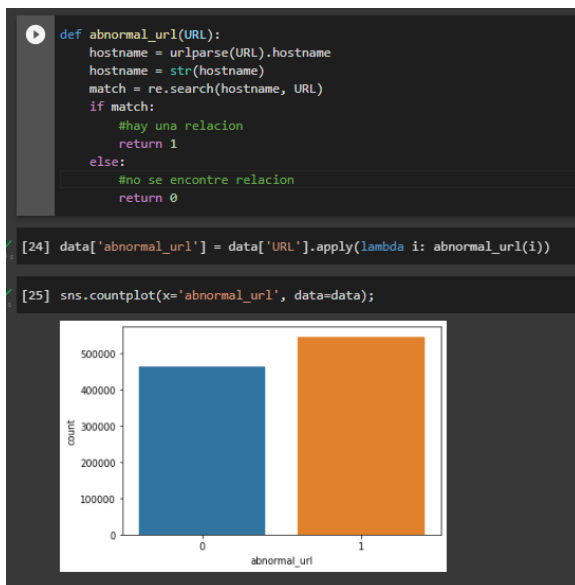 def abnormal_url(URL):
hostname = urlparse(URL).hostname
hostname = str(hostname)
match = re.search(hostname, URL)
if match:
#hay una relacion
return 1
else:
#no se encontre relacion
return 0
[24] data['abnormal_url'] = data['URL'].apply(lambda i: abnormal_url(i))
[25] sns.countplot(x='abnormal_url', data=data);
500000
400000
300000
200000
100000
0
count
0 1
abnormal_url